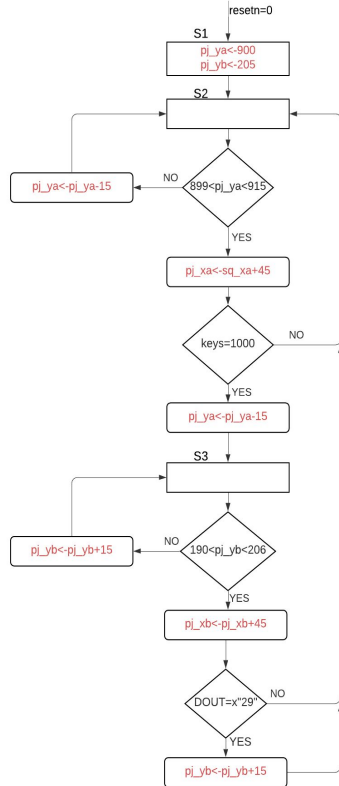 resetn=0
S1
pj_ya<-900
pj_yb<-205
S2
899<pj_ya<915
NO
pj_ya<-pj_ya-15
YES
pj_xa<-sq_xa+45
keys=1000
NO
YES
pj_ya<-pj_ya-15
S3
190<pj_yb<206
NO
pj_yb<-pj_yb+15
YES
pj_xb<-pj_xb+45
DOUT=x"29"
NO
YES
pj_yb<-pj_yb+15